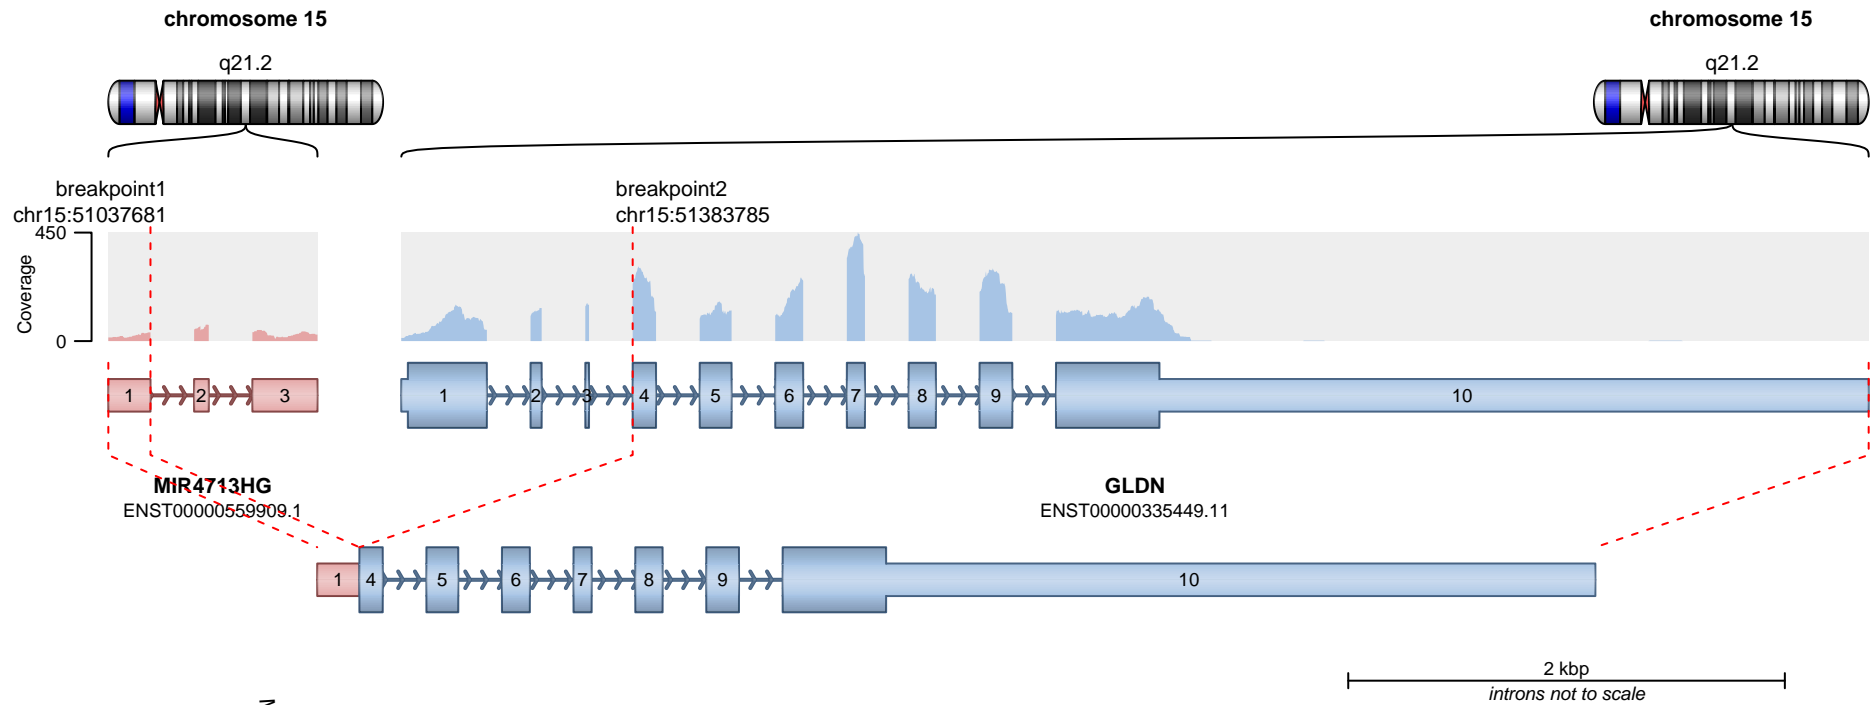 chromosome 15
chromosome 15
q21.2
q21.2
breakpoint1
chr15:51037681
breakpoint2
chr15:51383785
450
0
Coverage
1
2
3
1
2
3
4
5
6
7
8
9
10
MIR4713HG
ENST00000559909.1
GLDN
ENST00000335449.11
1
4
5
6
7
8
9
10
2 kbp
introns not to scale